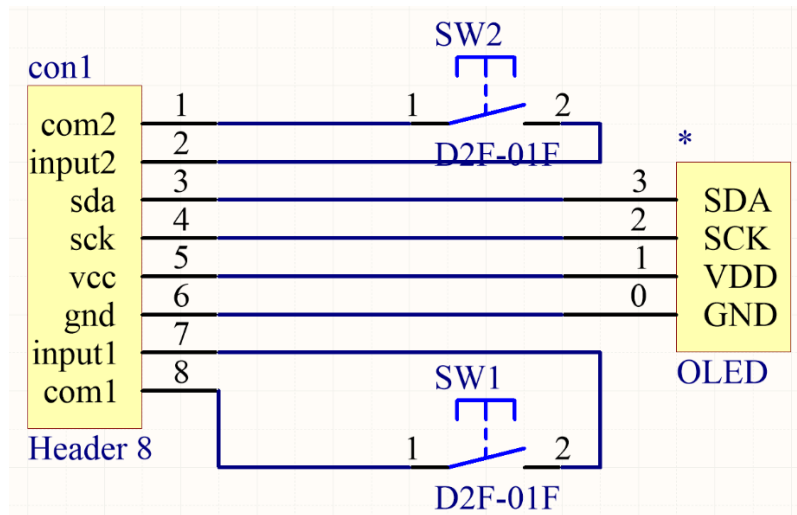 SW2
con1
1 1 2
com2
2
input2 D2F-01F *
3 3
sda SDA
4 2
sck SCK
5 1
vcc VDD
6 0
gnd GND
7
input1 OLED
8 SW1
com1
Header 8 1 2
D2F-01F